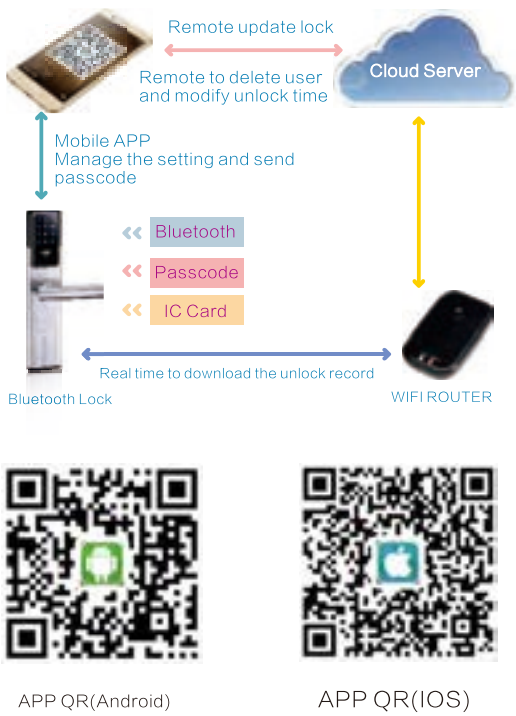 Remote update lock
Remote to delete user
and modify unlock time
Cloud Server
Mobile APP
Manage the setting and send
passcode
Bluetooth
Passcode
IC Card
Real time to download the unlock record
Bluetooth Lock
WIFI ROUTER
APP QR(Android)
APP QR(IOS)